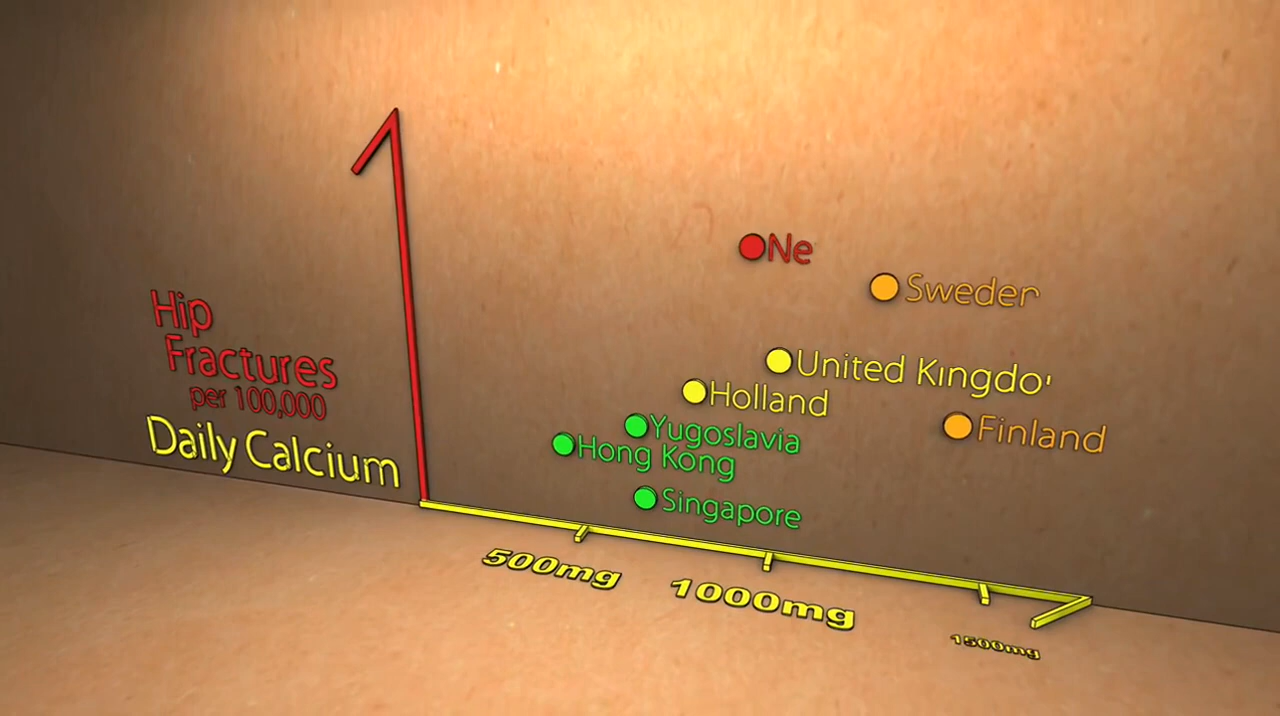 Hip
Fractures
per 100,000
Daily Calcium
Ne
Sweden
United Kingdo
Holland
Finland
Yugoslavia
Hong Kong
Singapore
500mg
1000mg
1500mg